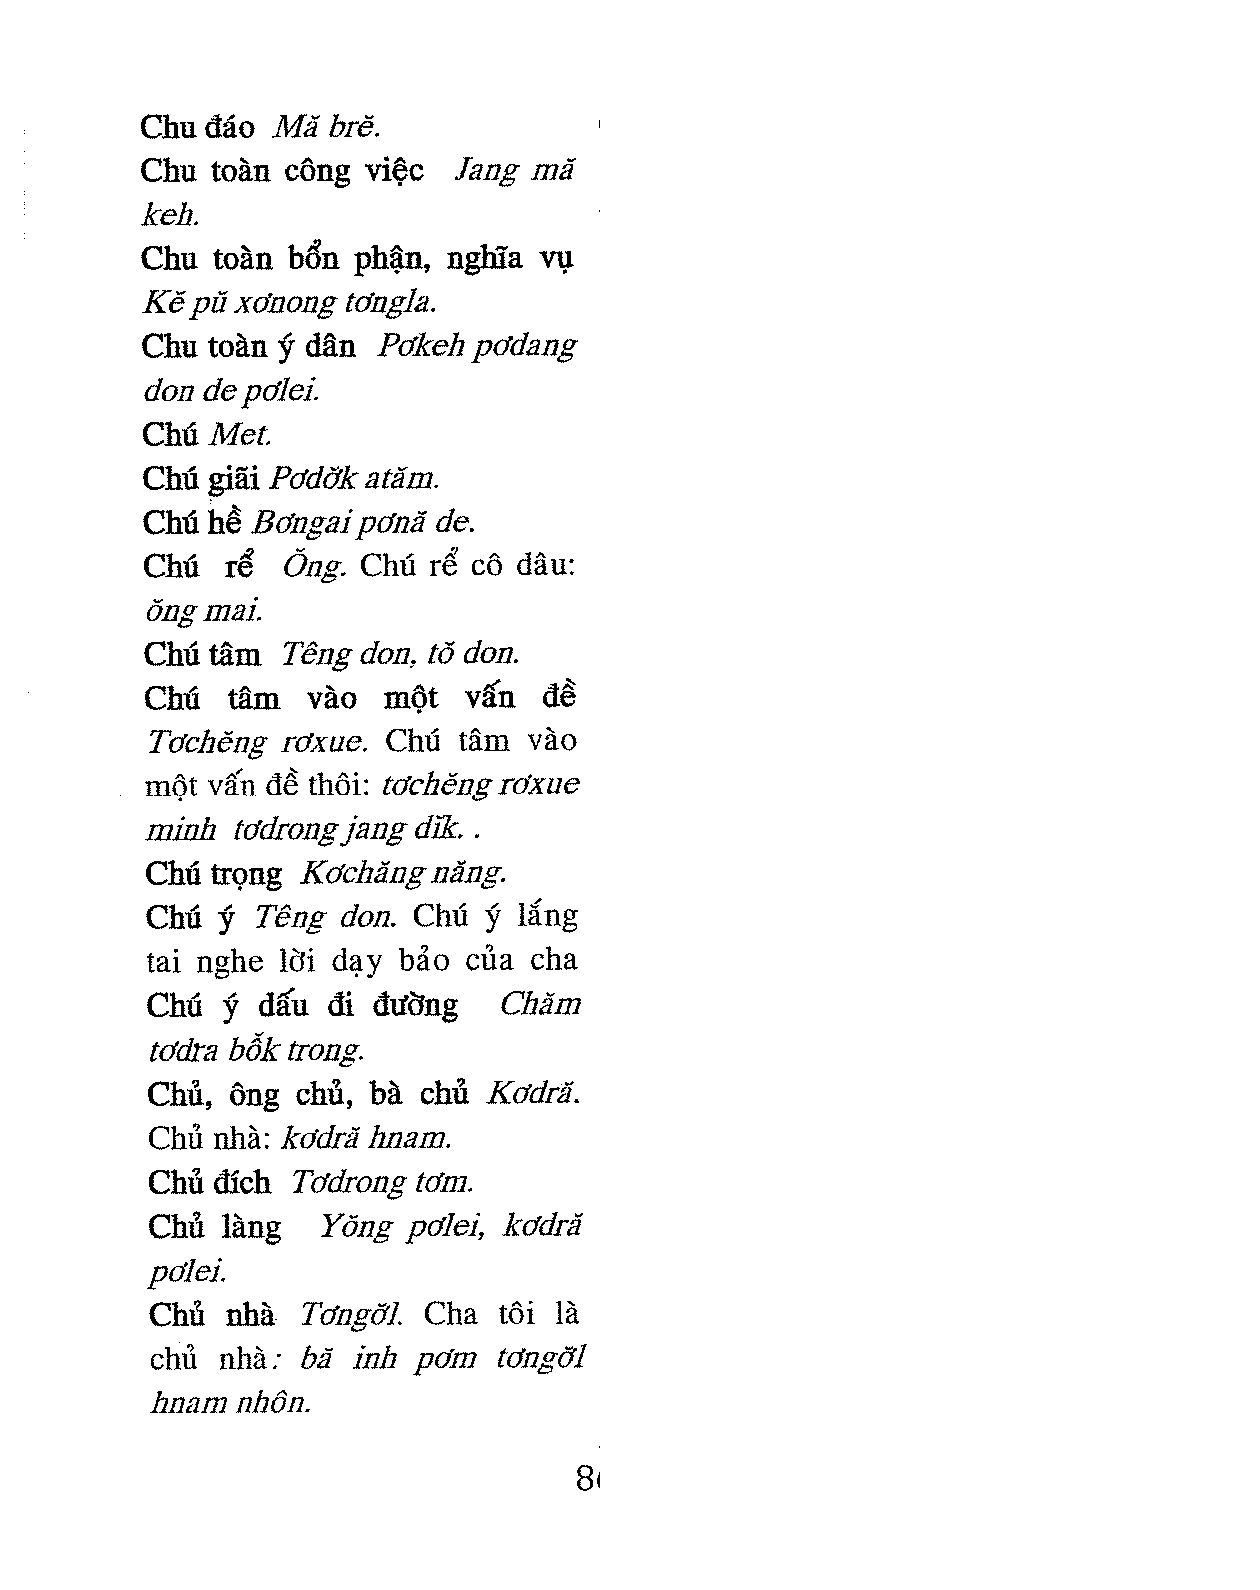 Chu đáo Mă brĕ.
Chu toàn công việc Jang mă
keh.
Chu toàn bổn phận, nghĩa vụ
Kĕ pŭ xơnong tơngla.
Chu toàn ý dân Pơkeh pơdang
don de pơlei.
Chú Met.
Chú giãi Pơdơ̆k atăm.
Chú hề Bơngai pơnă de.
Chú rể Ŏng. Chú rể cô dâu:
ŏng mai.
Chú tâm Têng don, tŏ don.
Chú tâm vào một vấn đề
Tơchĕng rơxue. Chú tâm vào
một vấn đề thôi: tơchĕng rơxue
minh tơdrong jang dĭk. .
Chú trọng Kơchăng năng.
Chú ý Têng don. Chú ý lắng
tai nghe lời dạy bảo của cha
Chú ý dấu đi đường Chăm
tơdra bô̆k trong.
Chủ, ông chủ, bà chủ Kơdră.
Chủ nhà: kơdră hnam.
Chủ đích Tơdrong tơm.
Chủ làng Yŏng pơlei, kơdră
pơlei.
Chủ nhà Tơngơ̆l. Cha tôi là
chủ nhà: bă inh pơm tơngơ̆l
hnam nhôn.